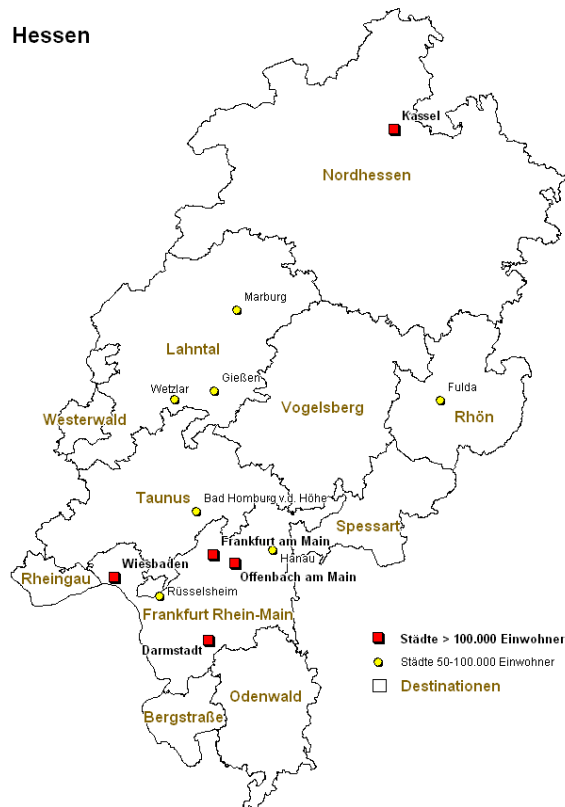 Hessen
Kassel
Nordhessen
Marburg
Lahntal
Gießen
Wetzlar
Fulda
Vogelsberg
Rhön
Westerwald
Taunus
Bad Homburg v.d. Höhe
Spessart
Frankfurt am Main
Hanau
Wiesbaden
Offenbach am Main
Rheingau
Rüsselsheim
Frankfurt Rhein-Main
Darmstadt
Odenwald
Bergstraße
Städte > 100.000 Einwohner
Städte 50-100.000 Einwohner
Destinationen